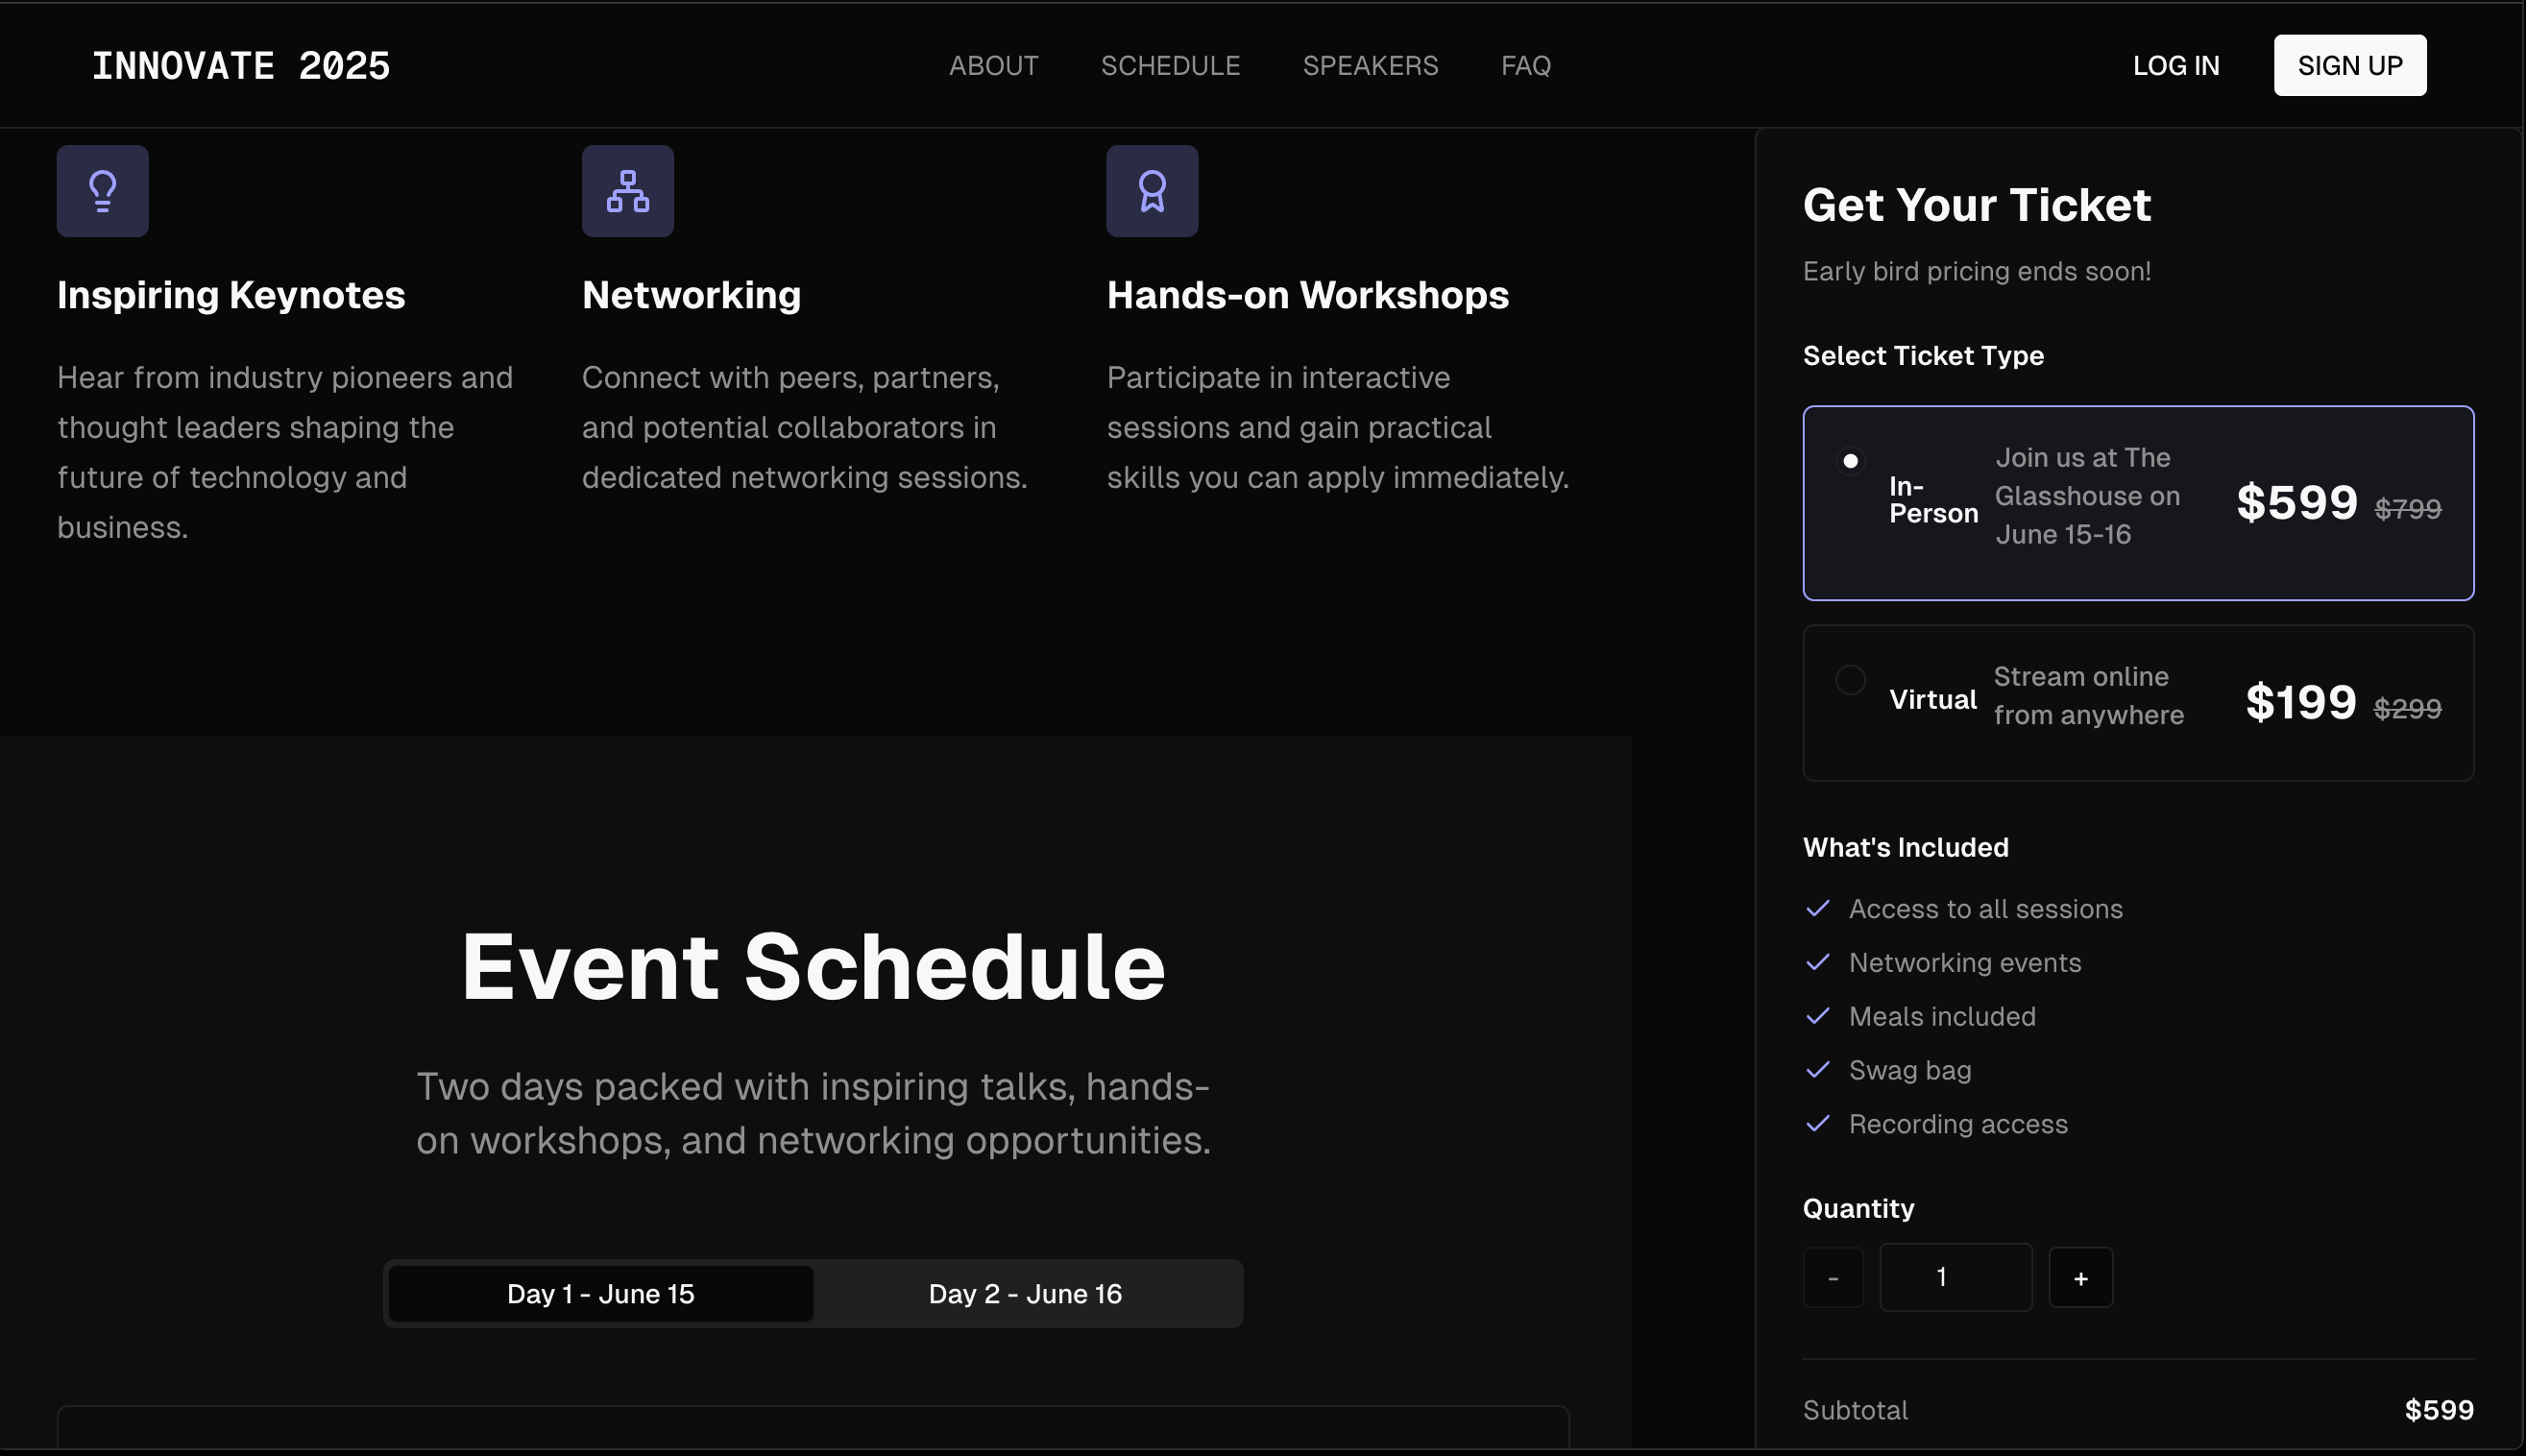 INNOVATE 2025
ABOUT
SCHEDULE
SPEAKERS
FAQ
LOG IN
SIGN UP
Inspiring Keynotes
Hear from industry pioneers and
thought leaders shaping the
future of technology and
business.
Networking
Connect with peers, partners,
and potential collaborators in
dedicated networking sessions.
Hands-on Workshops
Participate in interactive
sessions and gain practical
skills you can apply immediately.
Event Schedule
Two days packed with inspiring talks, hands-
on workshops, and networking opportunities.
Day 1 - June 15
Day 2 - June 16
Get Your Ticket
Early bird pricing ends soon!
Select Ticket Type
In-
Person
Join us at The
Glasshouse on
June 15-16
$599 $799
Virtual
Stream online
from anywhere
$199 $299
What's Included
Access to all sessions
Networking events
Meals included
Swag bag
Recording access
Quantity
- 1 +
Subtotal $599